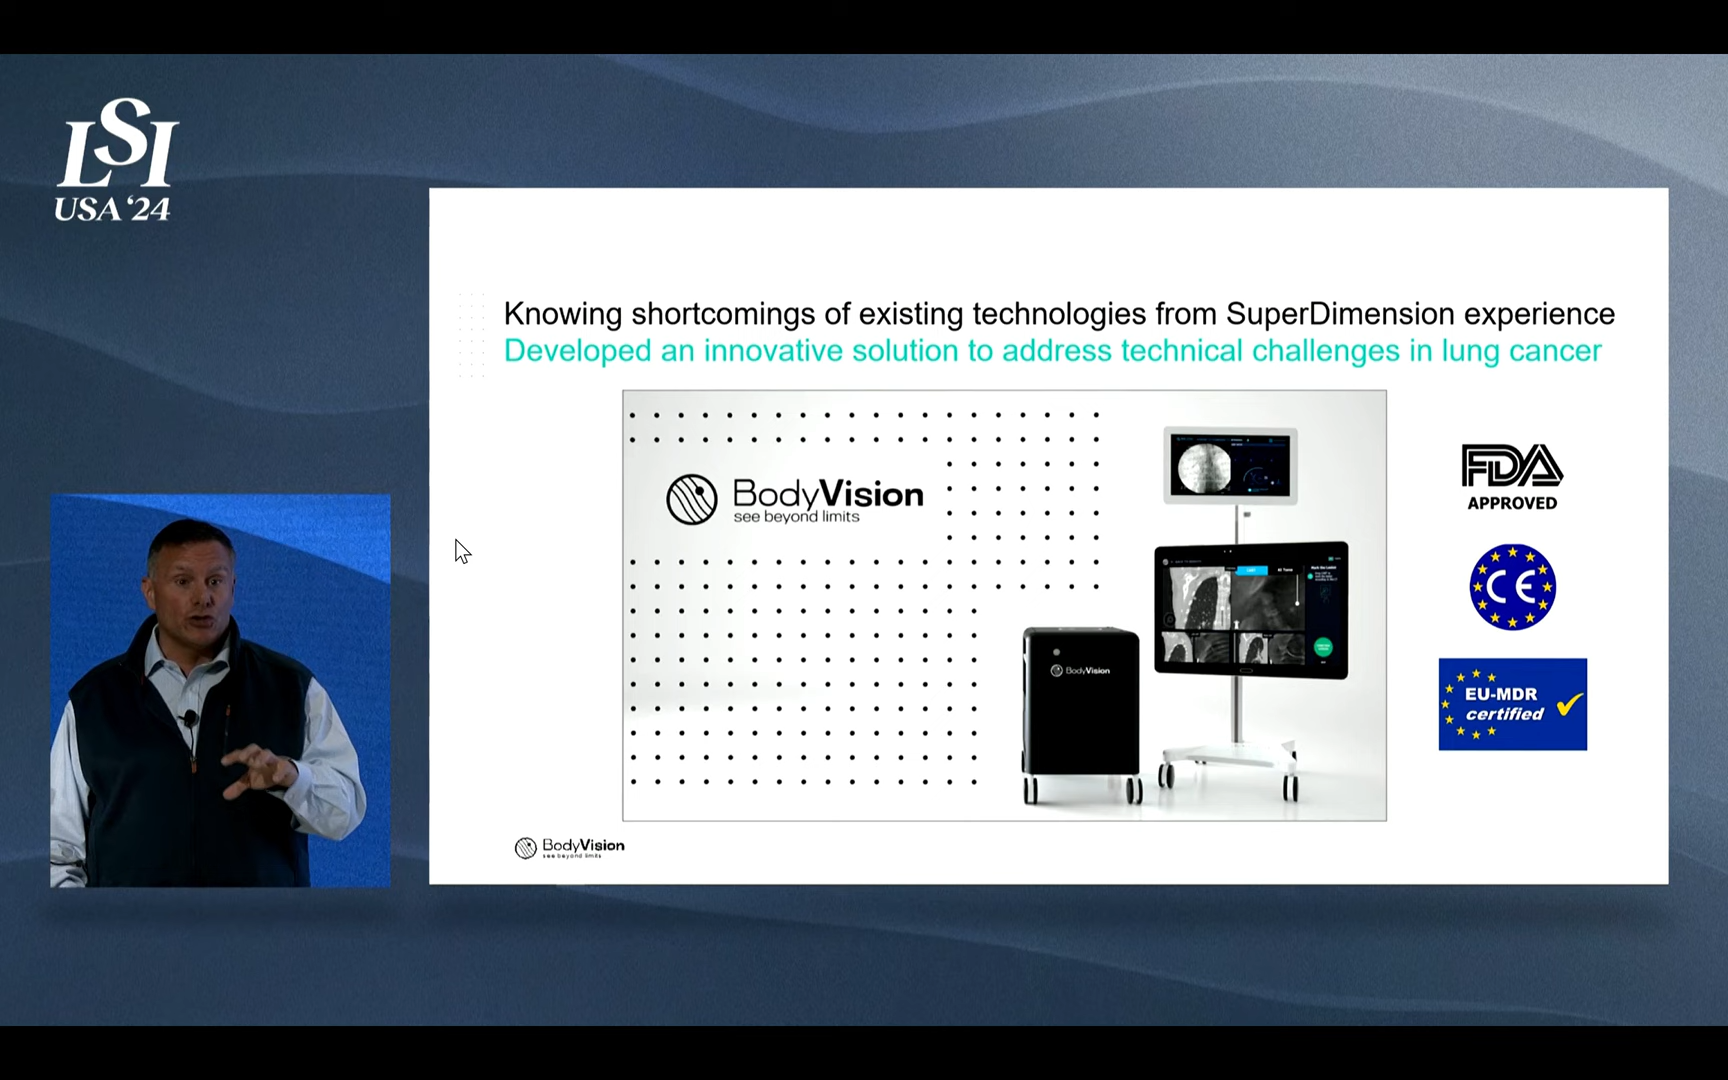 LSI
USA '24
Knowing shortcomings of existing technologies from SuperDimension experience
Developed an innovative solution to address technical challenges in lung cancer
BodyVision
see beyond limits
BodyVision
FDA
APPROVED
CE
EU-MDR
certified
BodyVision
see beyond limits